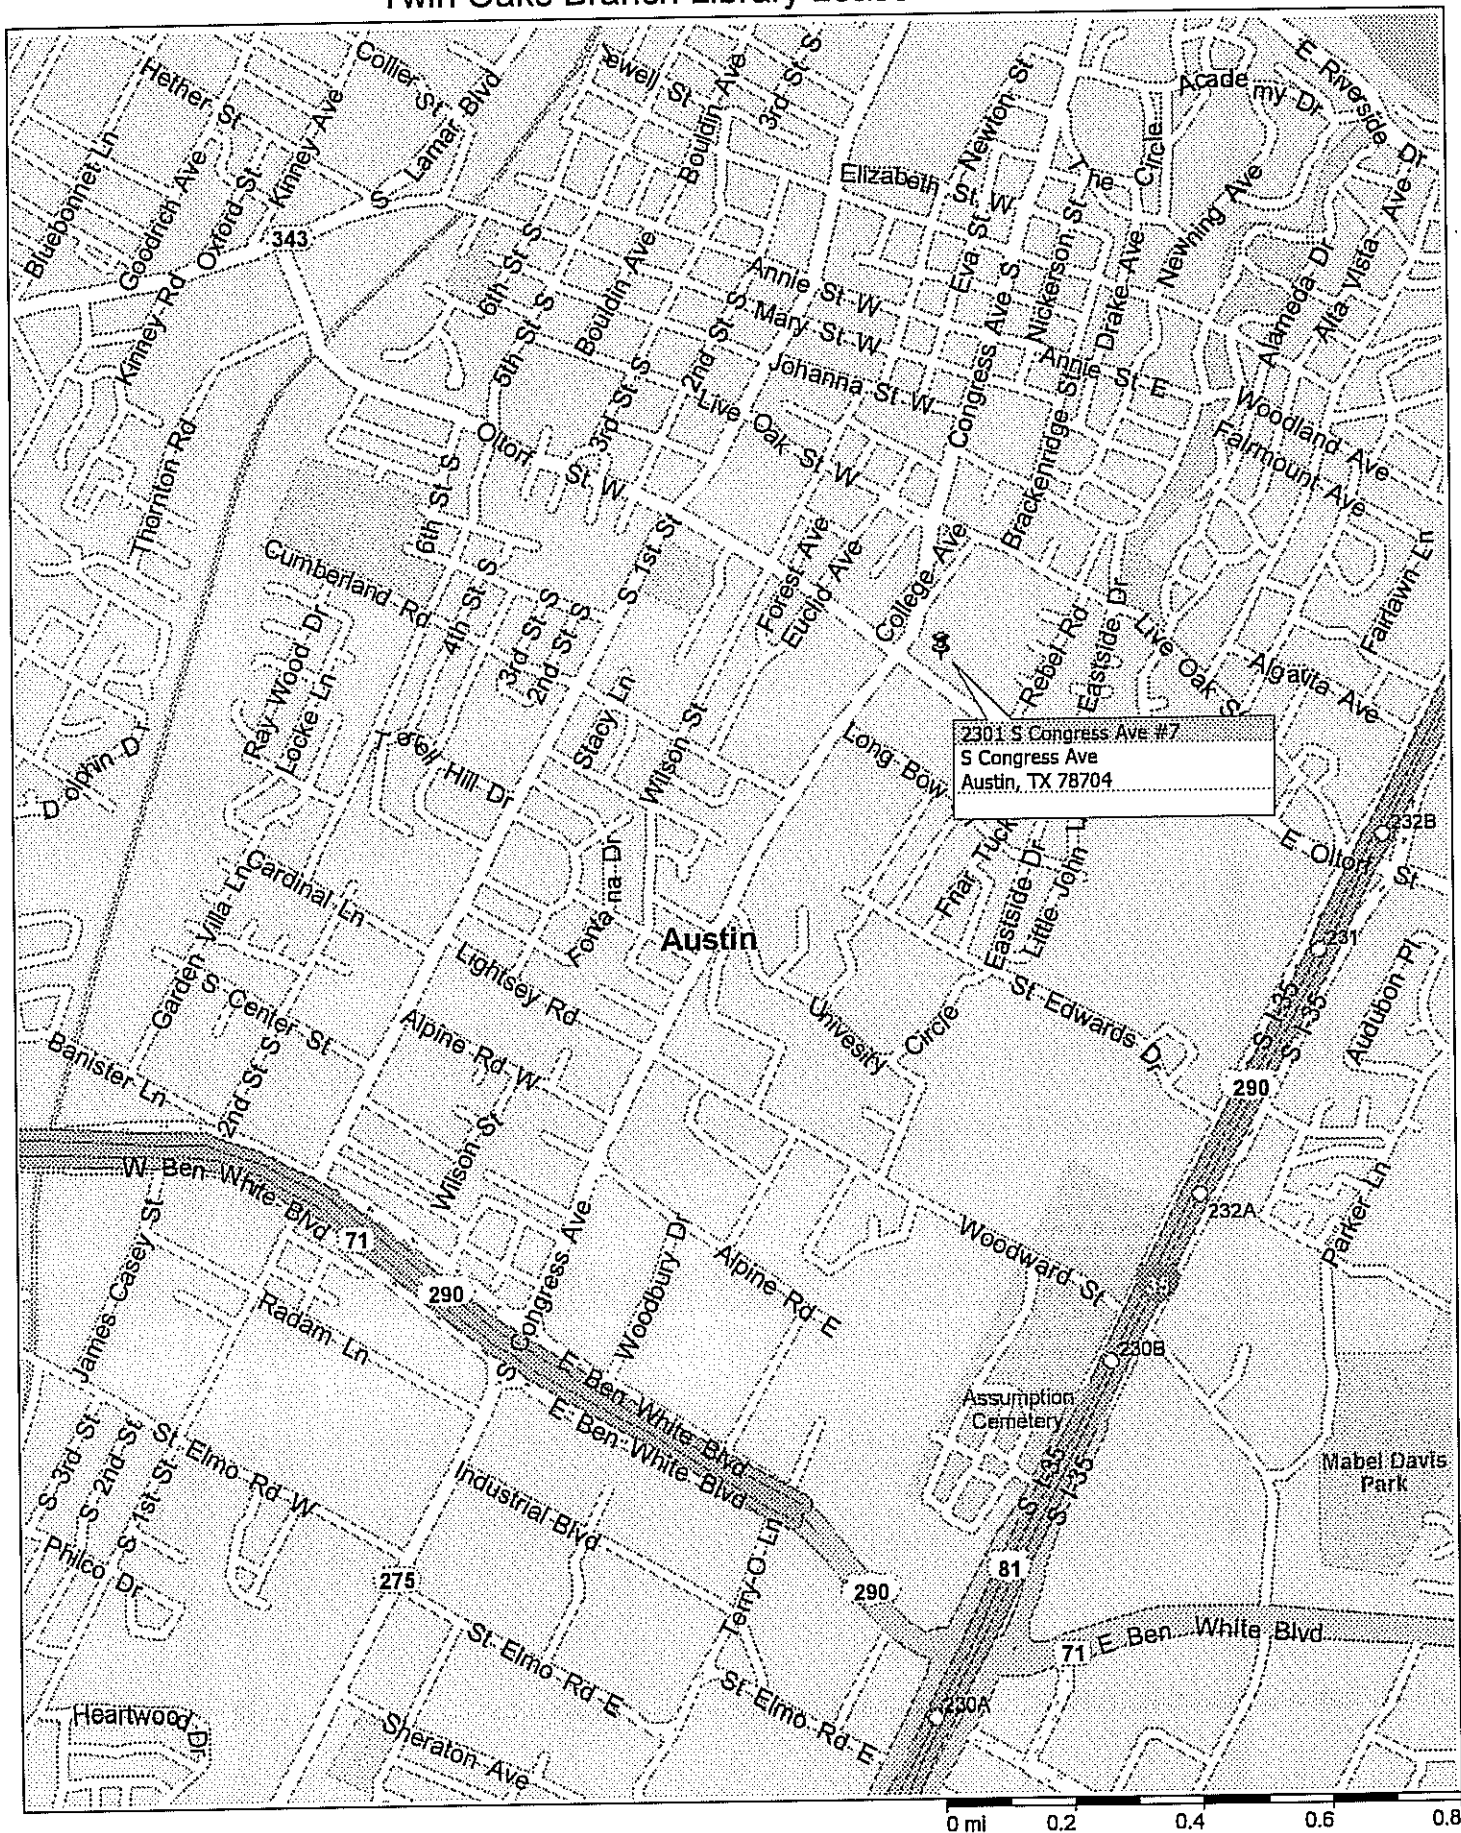 Twin Oaks Branch Library
Hether St
Collier St
S Lamar Blvd
Jewell St
Bouldin Ave
3rd St S
Newton St
Academy Dr
E Riverside Dr
Bluebonnet Ln
Goodrich Ave
Oxford St
Kinney Ave
343
Elizabeth St W
The Circle
Newning Ave
Alta Vista Ave
Kinney Rd
6th St S
5th St S
Bouldin Ave
2nd St S
3rd St S
Annie St W
Mary St W
Johanna St W
Eva St
Congress Ave S
Nickerson St
Drake Ave
Annie St E
Brackenridge St
Alameda Dr
Woodland Ave
Fairmount Ave
Thornton Rd
Oltorf St W
Live Oak St W
6th St S
4th St S
3rd St S
2nd St S
S 1st St
Forest Ave
Euclid Ave
College Ave
Fairlawn Ln
Cumberland Rd
Ray Wood Dr
Locke Ln
Stacy Ln
Wilson St
Rebel Rd
Eastside Dr
Live Oak St
Algarita Ave
Dolphin Dr
Hill Dr
Long Bow
2301 S Congress Ave #7
S Congress Ave
Austin, TX 78704
232B
E Oltorf St
Garden Villa Ln
Cardinal Ln
Fontana Dr
Friar Tuck
Eastside Dr
Little John L
Austin
231
Lightsey Rd
S Center St
Banister Ln
2nd St S
Alpine Rd W
University Circle
St Edwards Dr
S I-35
S I-35
Audubon Pl
290
W Ben White Blvd
71
290
Wilson St
Congress Ave S
Woodbury Dr
Alpine Rd E
Woodward St
232A
Parker Ln
James Casey St
Radam Ln
E Ben White Blvd
E Ben White Blvd
230B
Assumption
Cemetery
S I-35
S I-35
Mabel Davis
Park
S 3rd St
S 2nd St
S 1st St
St Elmo Rd W
Industrial Blvd
Philco Dr
275
Terry-O Ln
290
81
71
E Ben White Blvd
St Elmo Rd E
St Elmo Rd E
230A
Heartwood Dr
Sheraton Ave
0 mi
0.2
0.4
0.6
0.8